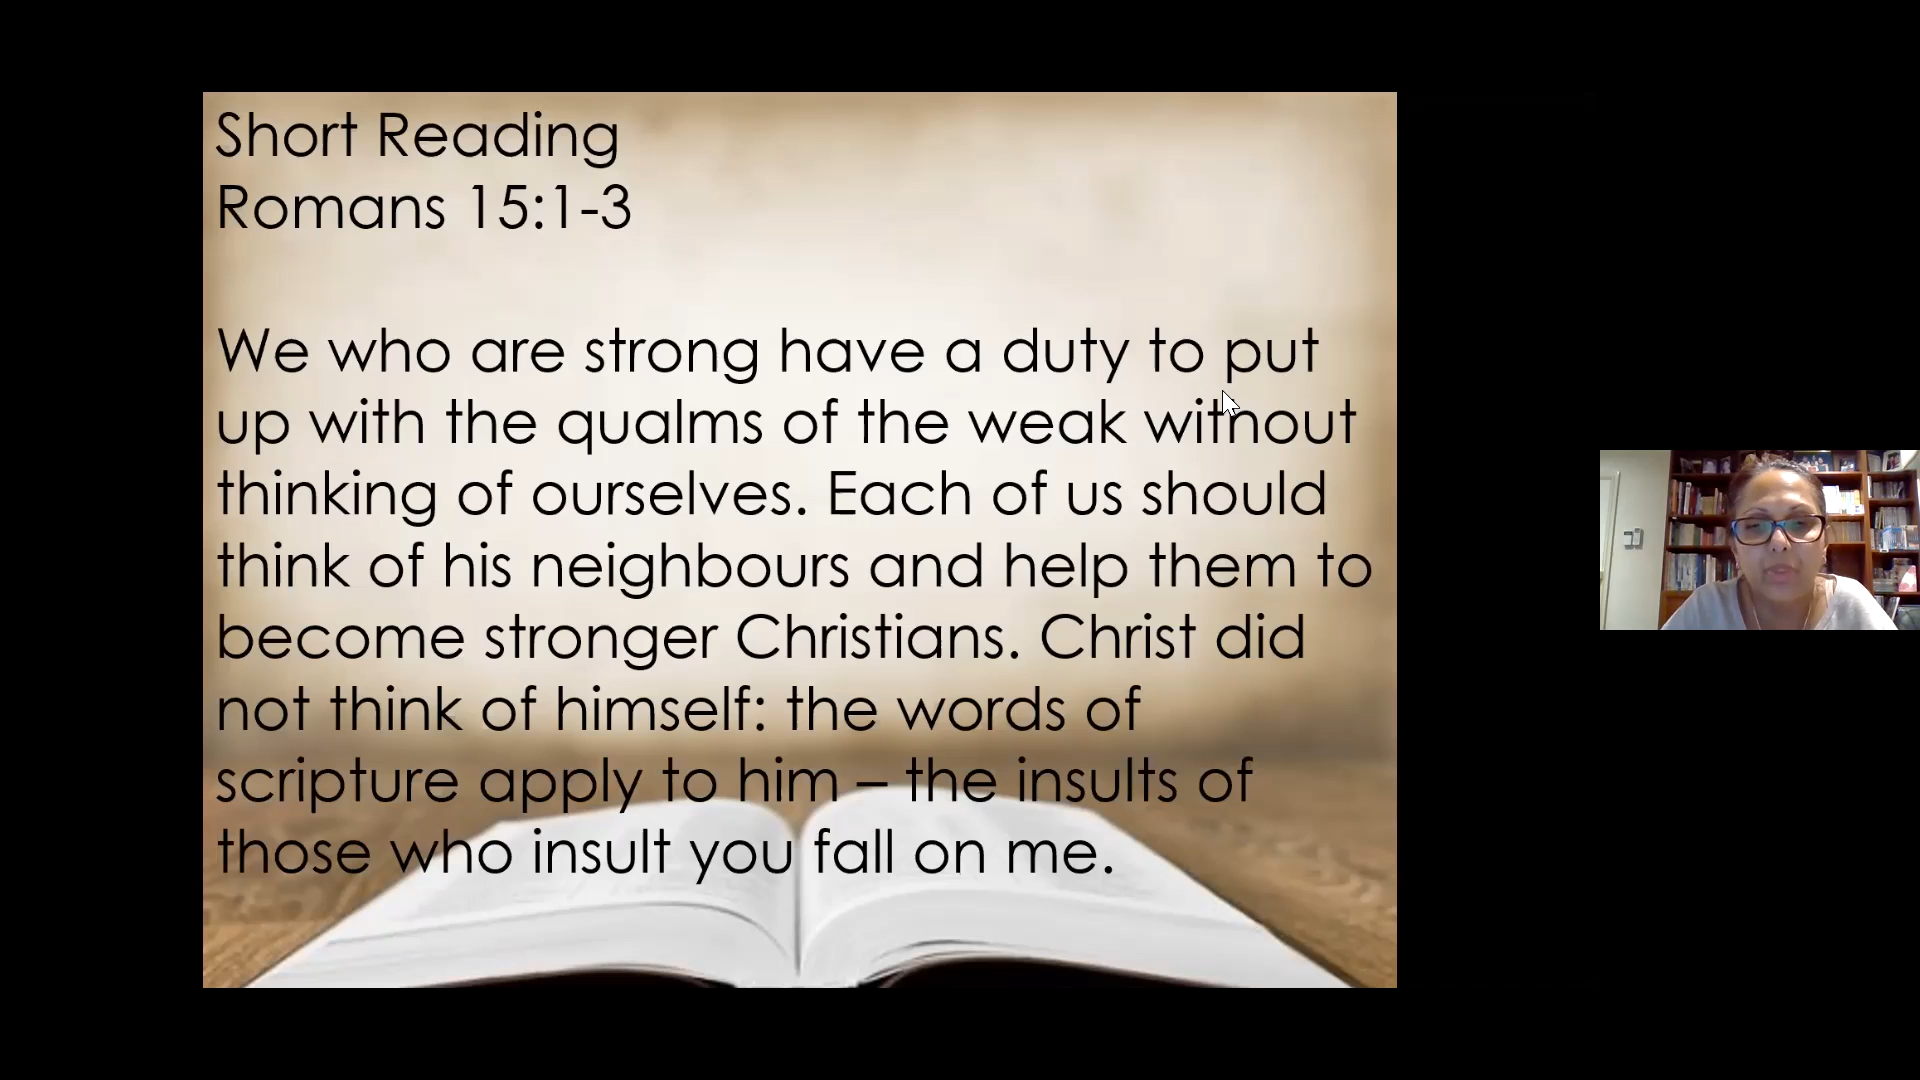 Short Reading
Romans 15:1-3
We who are strong have a duty to put
up with the qualms of the weak without
thinking of ourselves. Each of us should
think of his neighbours and help them to
become stronger Christians. Christ did
not think of himself: the words of
scripture apply to him – the insults of
those who insult you fall on me.